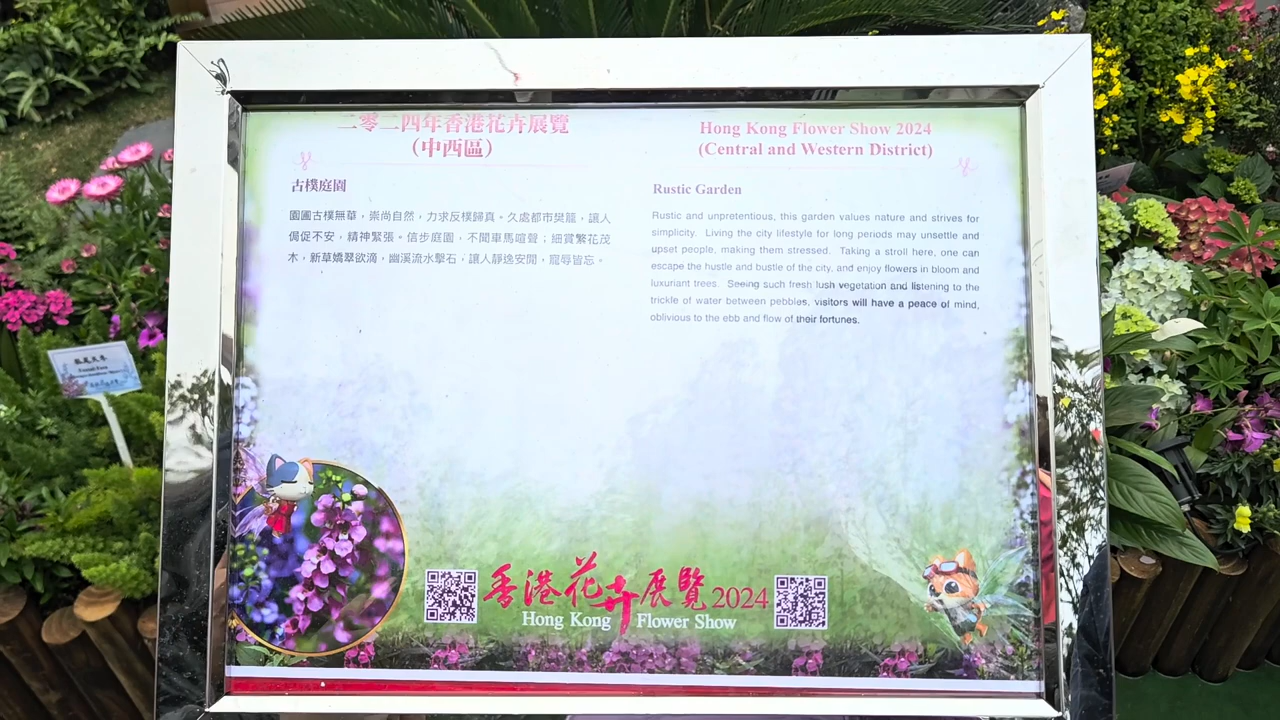 二零二四年香港花卉展覽
(中西區)
古樸庭園
園圃古樸無華，崇尚自然，力求反樸歸真。久處都市樊籠，讓人
侷促不安，精神緊張。信步庭園，不聞車馬喧聲；細賞繁花茂
木，新草嬌翠欲滴，幽溪流水擊石，讓人靜逸安閒，寵辱皆忘。
Hong Kong Flower Show 2024
(Central and Western District)
Rustic Garden
Rustic and unpretentious, this garden values nature and strives for
simplicity. Living the city lifestyle for long periods may unsettle and
upset people, making them stressed. Taking a stroll here, one can
escape the hustle and bustle of the city, and enjoy flowers in bloom and
luxuriant trees. Seeing such fresh lush vegetation and listening to the
trickle of water between pebbles, visitors will have a peace of mind,
oblivious to the ebb and flow of their fortunes.
香港花卉展覽2024
Hong Kong Flower Show